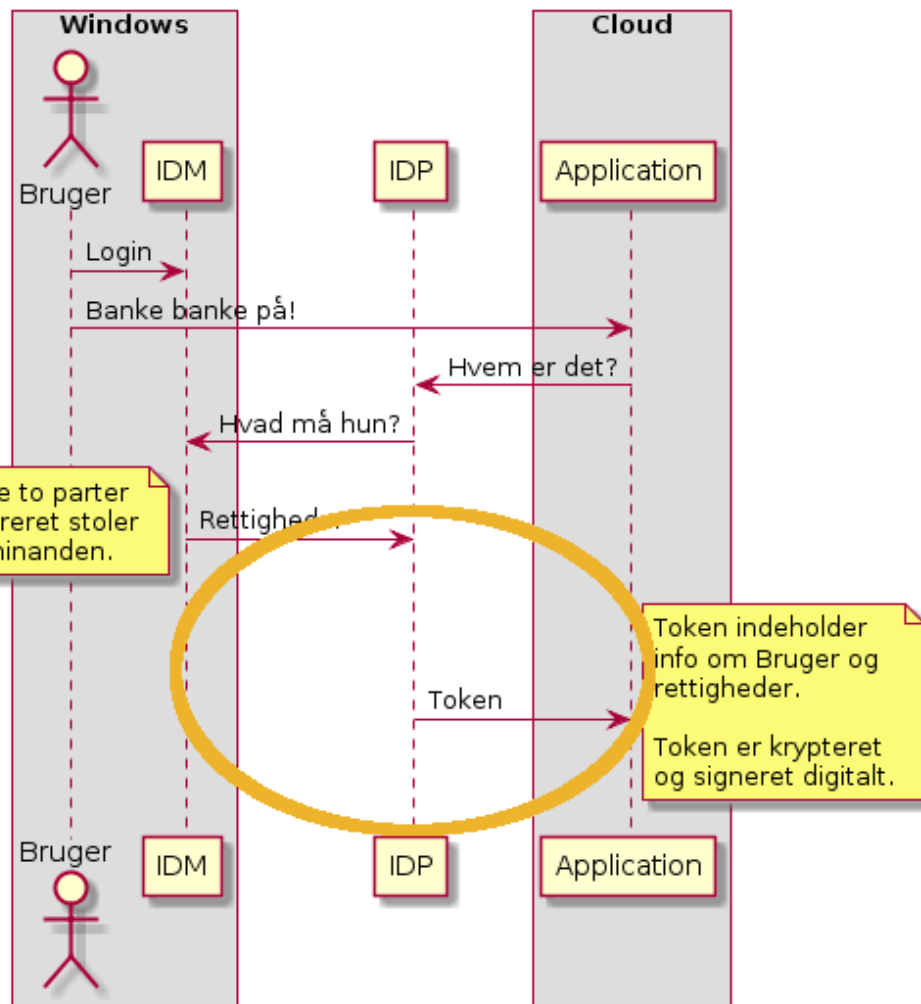 Windows
Cloud
Bruger
IDM
IDP
Application
Login
Banke banke på!
Hvem er det?
Hvad må hun?
e to parter
reret stoler
hinanden.
Token indeholder
info om Bruger og
rettigheder.
Token
Token er krypteret
og signeret digitalt.
Bruger
IDM
IDP
Application